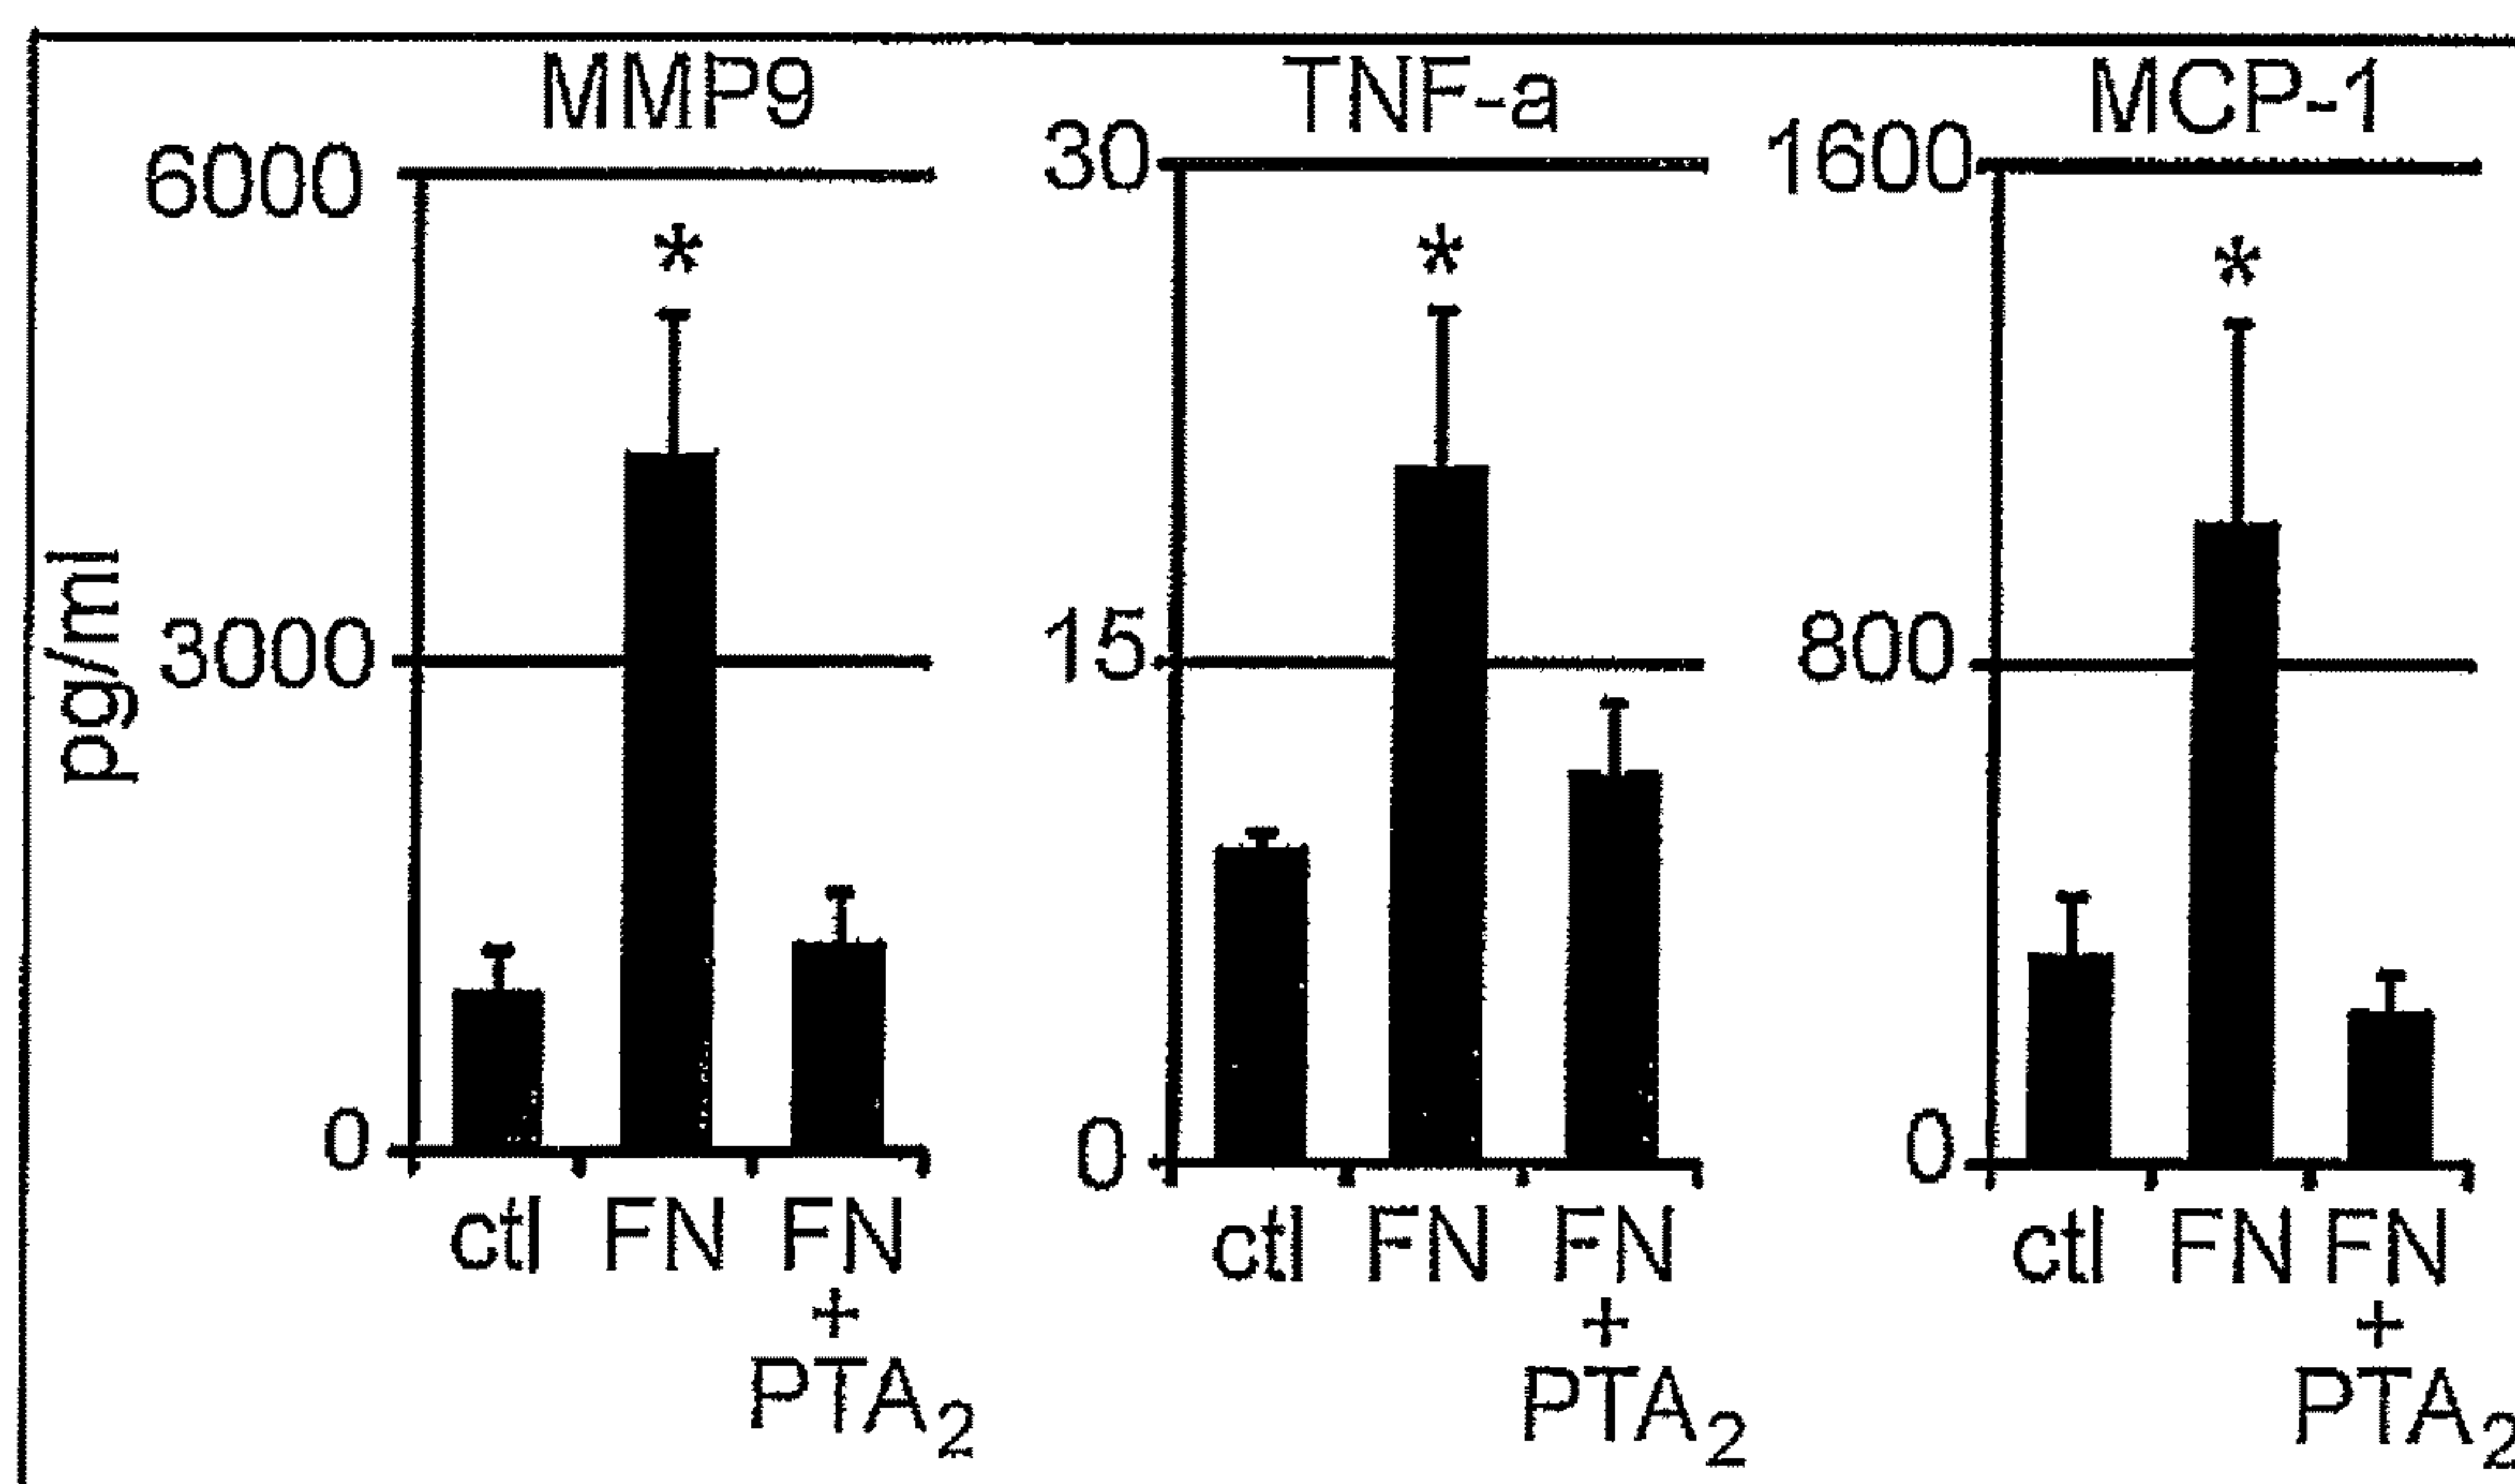 MMP9
6000
*
3000
0
pg/ml
ctl FN FN
+
PTA2
TNF-a
30
*
15
0
ctl FN FN
+
PTA2
MCP-1
1600
*
800
0
ctl FN FN
+
PTA2